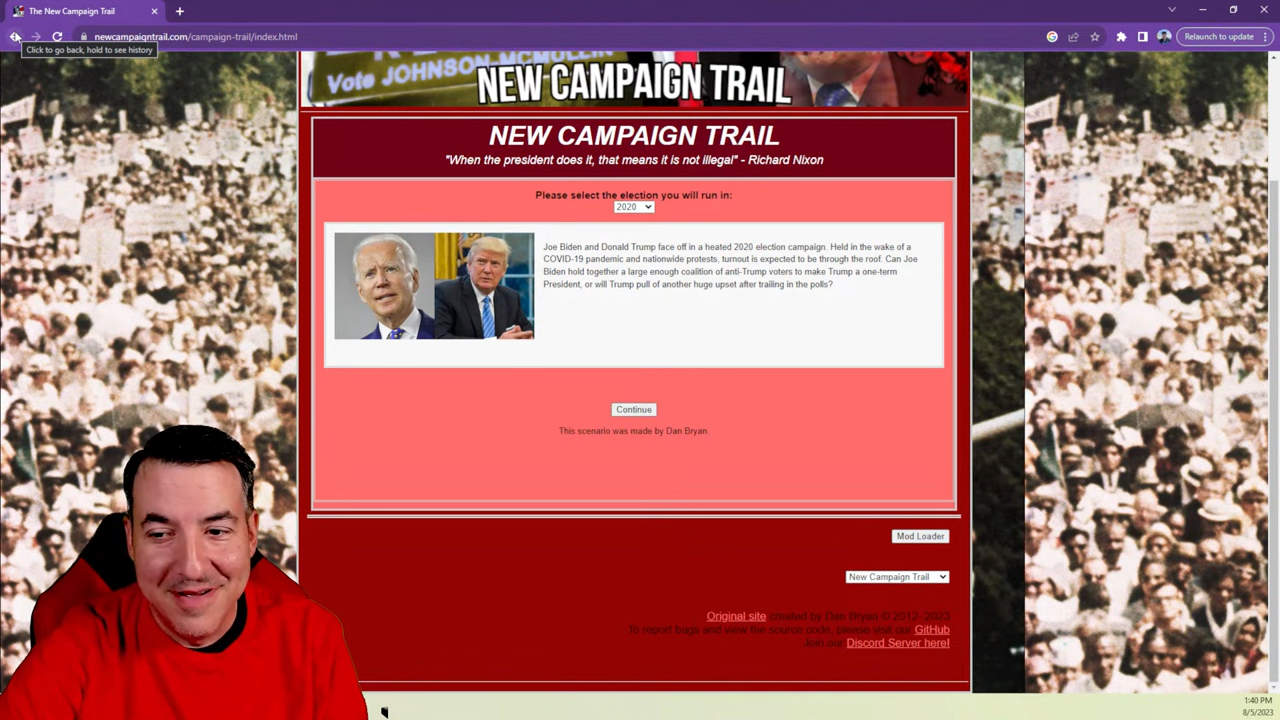 The New Campaign Trail
newcampaigntrail.com/campaign-trail/index.html
Relaunch to update
Click to go back, hold to see history
Vote JOHNSON-MCMULLIN
NEW CAMPAIGN TRAIL
NEW CAMPAIGN TRAIL
"When the president does it, that means it is not illegal" - Richard Nixon
Please select the election you will run in:
2020
Joe Biden and Donald Trump face off in a heated 2020 election campaign. Held in the wake of a
COVID-19 pandemic and nationwide protests, turnout is expected to be through the roof. Can Joe
Biden hold together a large enough coalition of anti-Trump voters to make Trump a one-term
President, or will Trump pull of another huge upset after trailing in the polls?
Continue
This scenario was made by Dan Bryan.
Mod Loader
New Campaign Trail
Original site created by Dan Bryan © 2012- 2023
To report bugs and view the source code, please visit our GitHub
Join our Discord Server here!
1:40 PM
8/5/2023